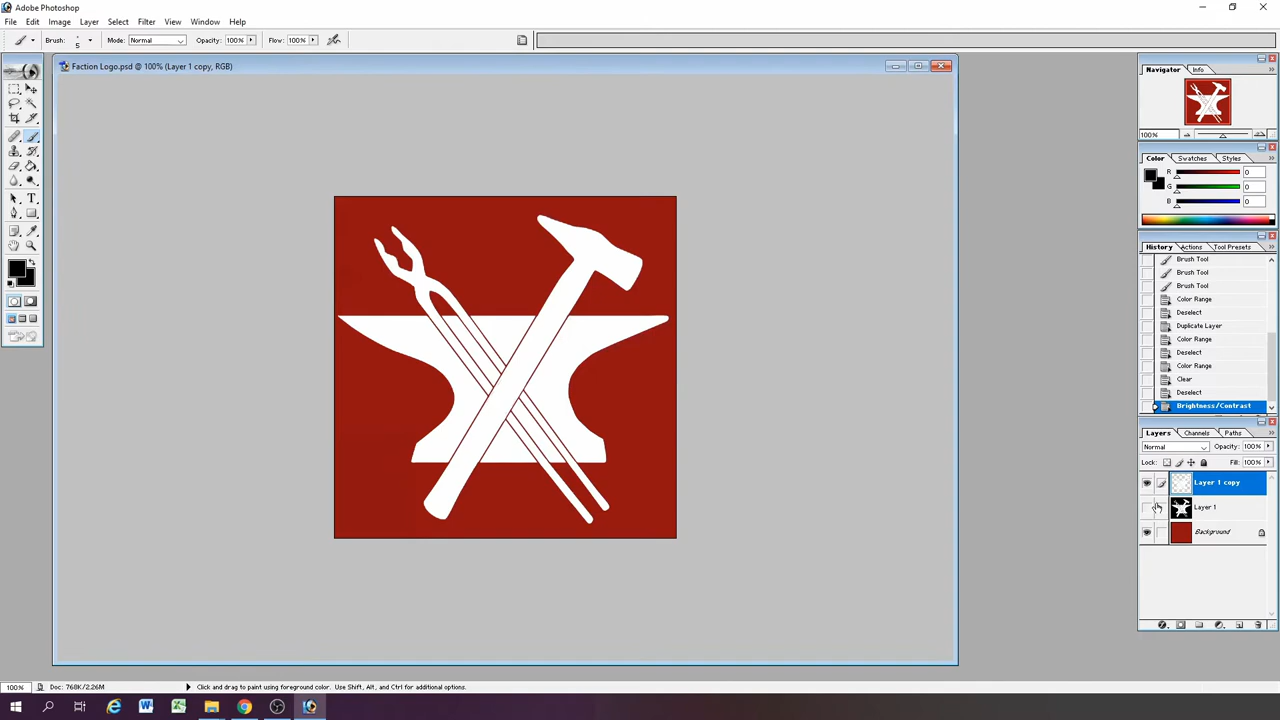 Adobe Photoshop
File Edit Image Layer Select Filter View Window Help
Brush: 5 Mode: Normal Opacity: 100% Flow: 100%
Faction Logo.psd @ 100% (Layer 1 copy, RGB)
Navigator Info
100%
Color Swatches Styles
R 0
G 0
B 0
History Actions Tool Presets
Brush Tool
Brush Tool
Brush Tool
Color Range
Deselect
Duplicate Layer
Color Range
Deselect
Color Range
Clear
Deselect
Brightness/Contrast
Layers Channels Paths
Normal Opacity: 100%
Lock: Fill: 100%
Layer 1 copy
Layer 1
Background
100% Doc: 768K/2.26M Click and drag to paint using foreground color. Use Shift, Alt, and Ctrl for additional options.